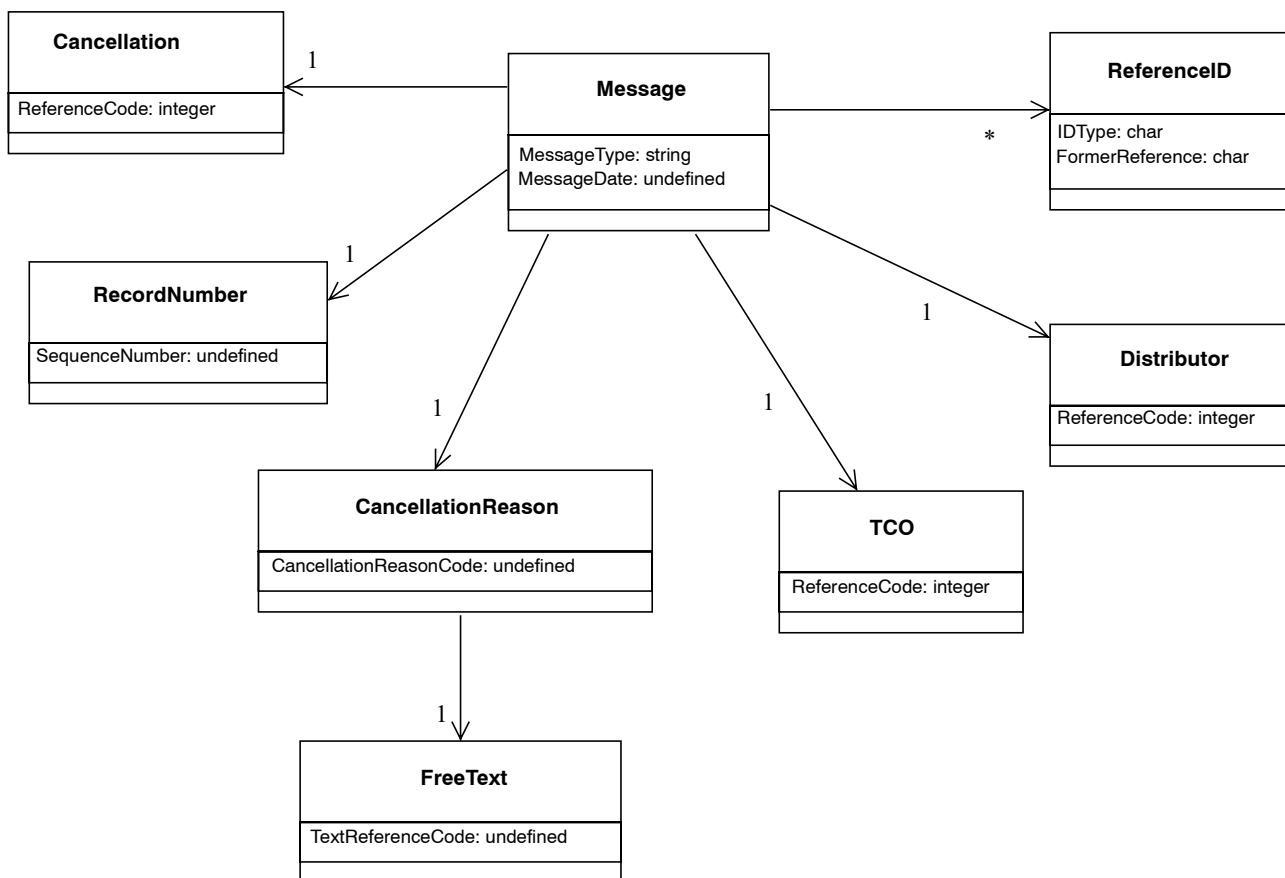 Cancellation
ReferenceCode: integer
1
Message
MessageType: string
MessageDate: undefined
*
ReferenceID
IDType: char
FormerReference: char
1
RecordNumber
SequenceNumber: undefined
1
Distributor
ReferenceCode: integer
1
CancellationReason
CancellationReasonCode: undefined
1
TCO
ReferenceCode: integer
1
FreeText
TextReferenceCode: undefined